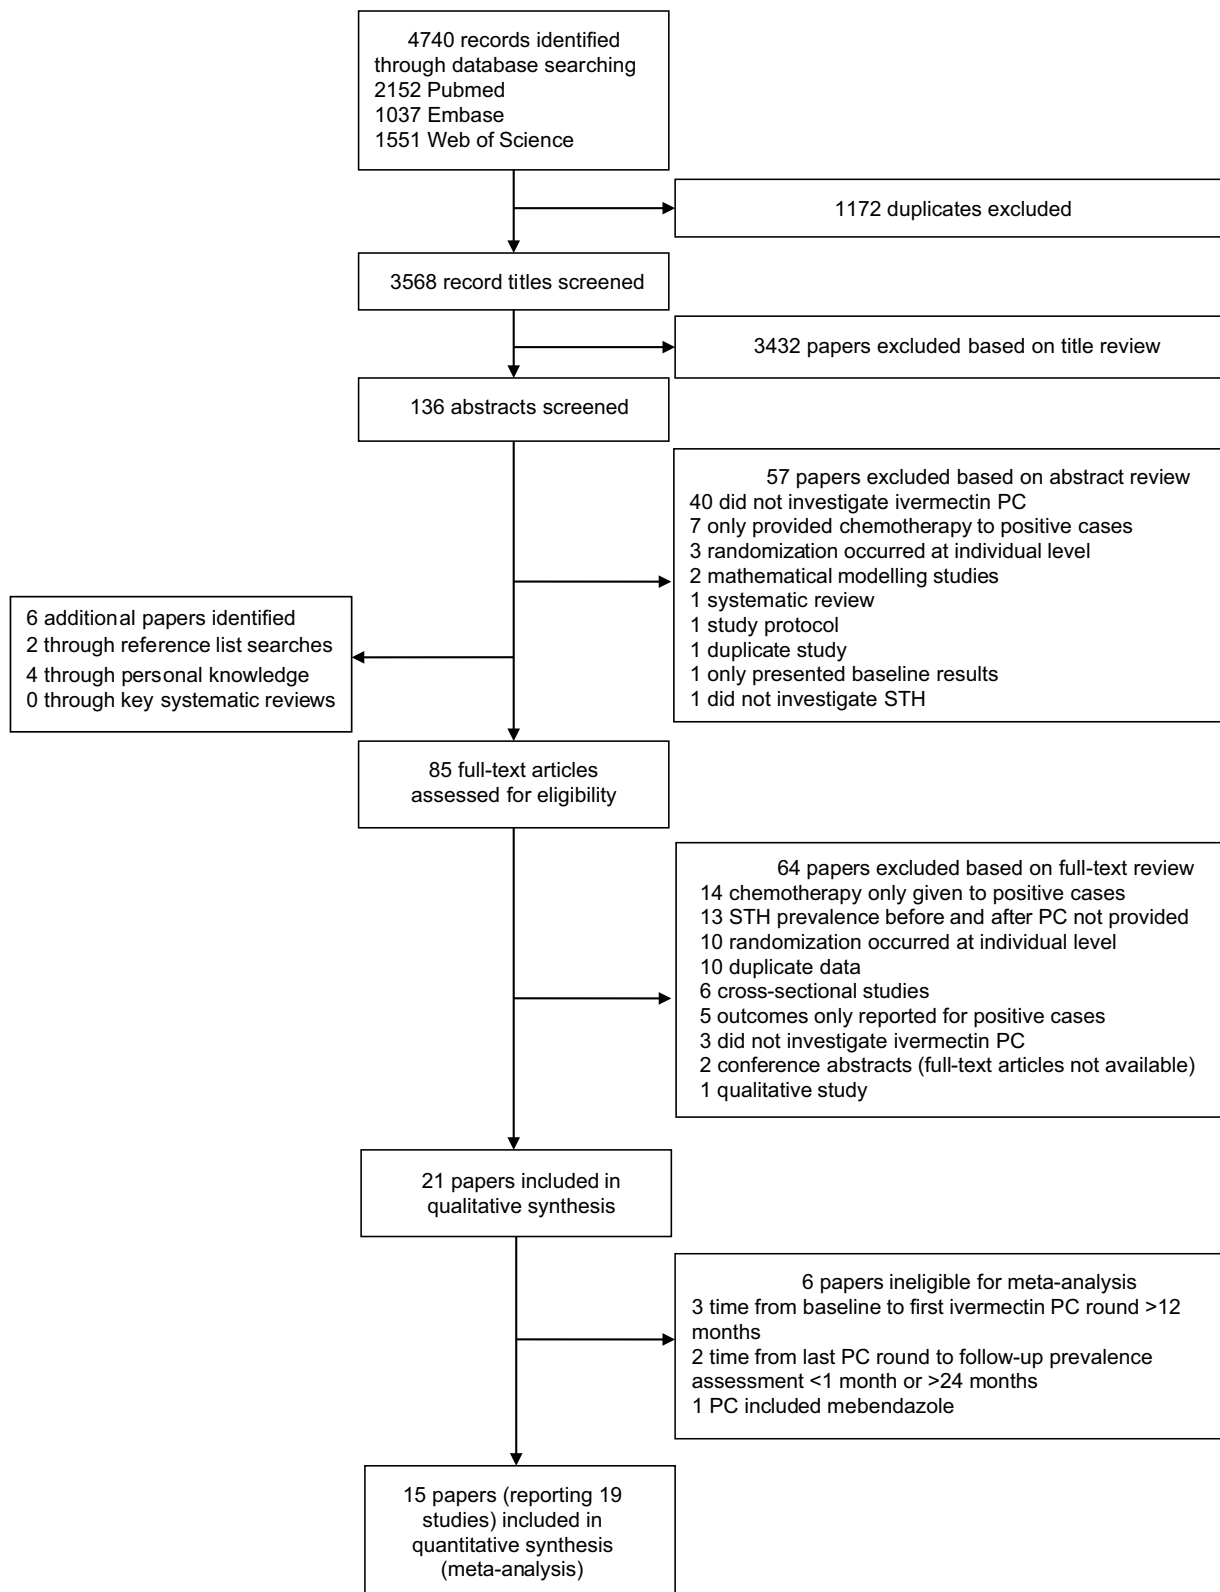 4740 records identified
through database searching
2152 Pubmed
1037 Embase
1551 Web of Science
1172 duplicates excluded
3568 record titles screened
3432 papers excluded based on title review
136 abstracts screened
57 papers excluded based on abstract review
40 did not investigate ivermectin PC
7 only provided chemotherapy to positive cases
3 randomization occurred at individual level
2 mathematical modelling studies
1 systematic review
1 study protocol
1 duplicate study
1 only presented baseline results
1 did not investigate STH
6 additional papers identified
2 through reference list searches
4 through personal knowledge
0 through key systematic reviews
85 full-text articles
assessed for eligibility
64 papers excluded based on full-text review
14 chemotherapy only given to positive cases
13 STH prevalence before and after PC not provided
10 randomization occurred at individual level
10 duplicate data
6 cross-sectional studies
5 outcomes only reported for positive cases
3 did not investigate ivermectin PC
2 conference abstracts (full-text articles not available)
1 qualitative study
21 papers included in
qualitative synthesis
6 papers ineligible for meta-analysis
3 time from baseline to first ivermectin PC round >12
months
2 time from last PC round to follow-up prevalence
assessment <1 month or >24 months
1 PC included mebendazole
15 papers (reporting 19
studies) included in
quantitative synthesis
(meta-analysis)